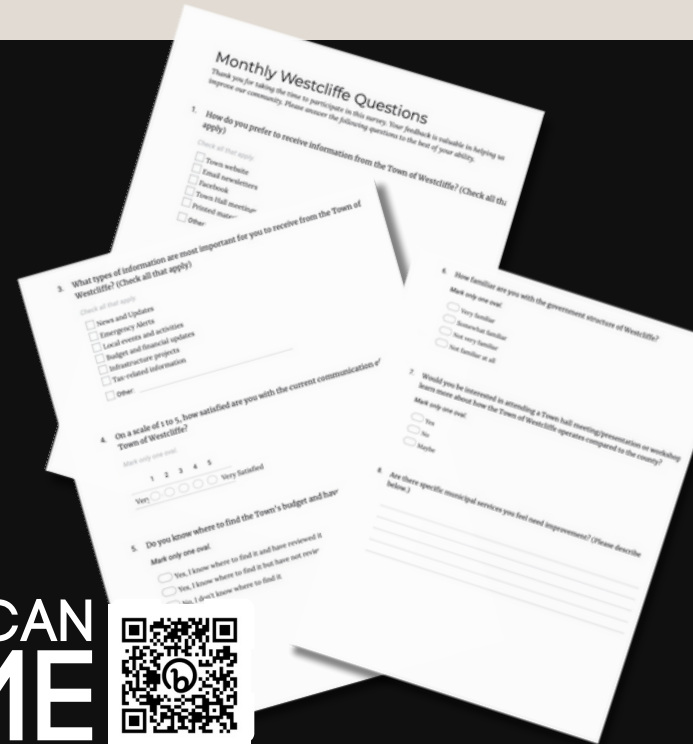 Monthly Westcliffe Questions
Thank you for taking the time to participate in this survey. Your feedback is valuable in helping us
improve our community. Please answer the following questions to the best of your ability.
1. How do you prefer to receive information from the Town of Westcliffe? (Check all tha
apply)
Check all that apply
Town website
Email newsletters
Facebook
Town Hall meetings
Printed mater
Other:
3. What types of information are most important for you to receive from the Town of
Westcliffe? (Check all that apply)
Check all that apply
News and Updates
Emergency Alerts
Local events and activities
Budget and financial updates
Infrastructure projects
Tax-related information
Other:
4. On a scale of 1 to 5, how satisfied are you with the current communication
Town of Westcliffe?
Mark only one oval.
1 2 3 4 5
Very
Very Satisfied
5. Do you know where to find the Town's budget and hav
Mark only one oval.
Yes, I know where to find it and have reviewed it
Yes, I know where to find it but have not revie
No, I don't know where to find it
6. How familiar are you with the government structure of Westcliffe?
Mark only one oval.
Very familiar
Somewhat familiar
Not very familiar
Not familiar at all
7. Would you be interested in attending a Town hall meeting/presentation or workshop
learn more about how the Town of Westcliffe operates compared to the county?
Mark only one oval.
Yes
No
Maybe
8. Are there specific municipal services you feel need improvement? (Please describe
below.)
CAN
ME
b